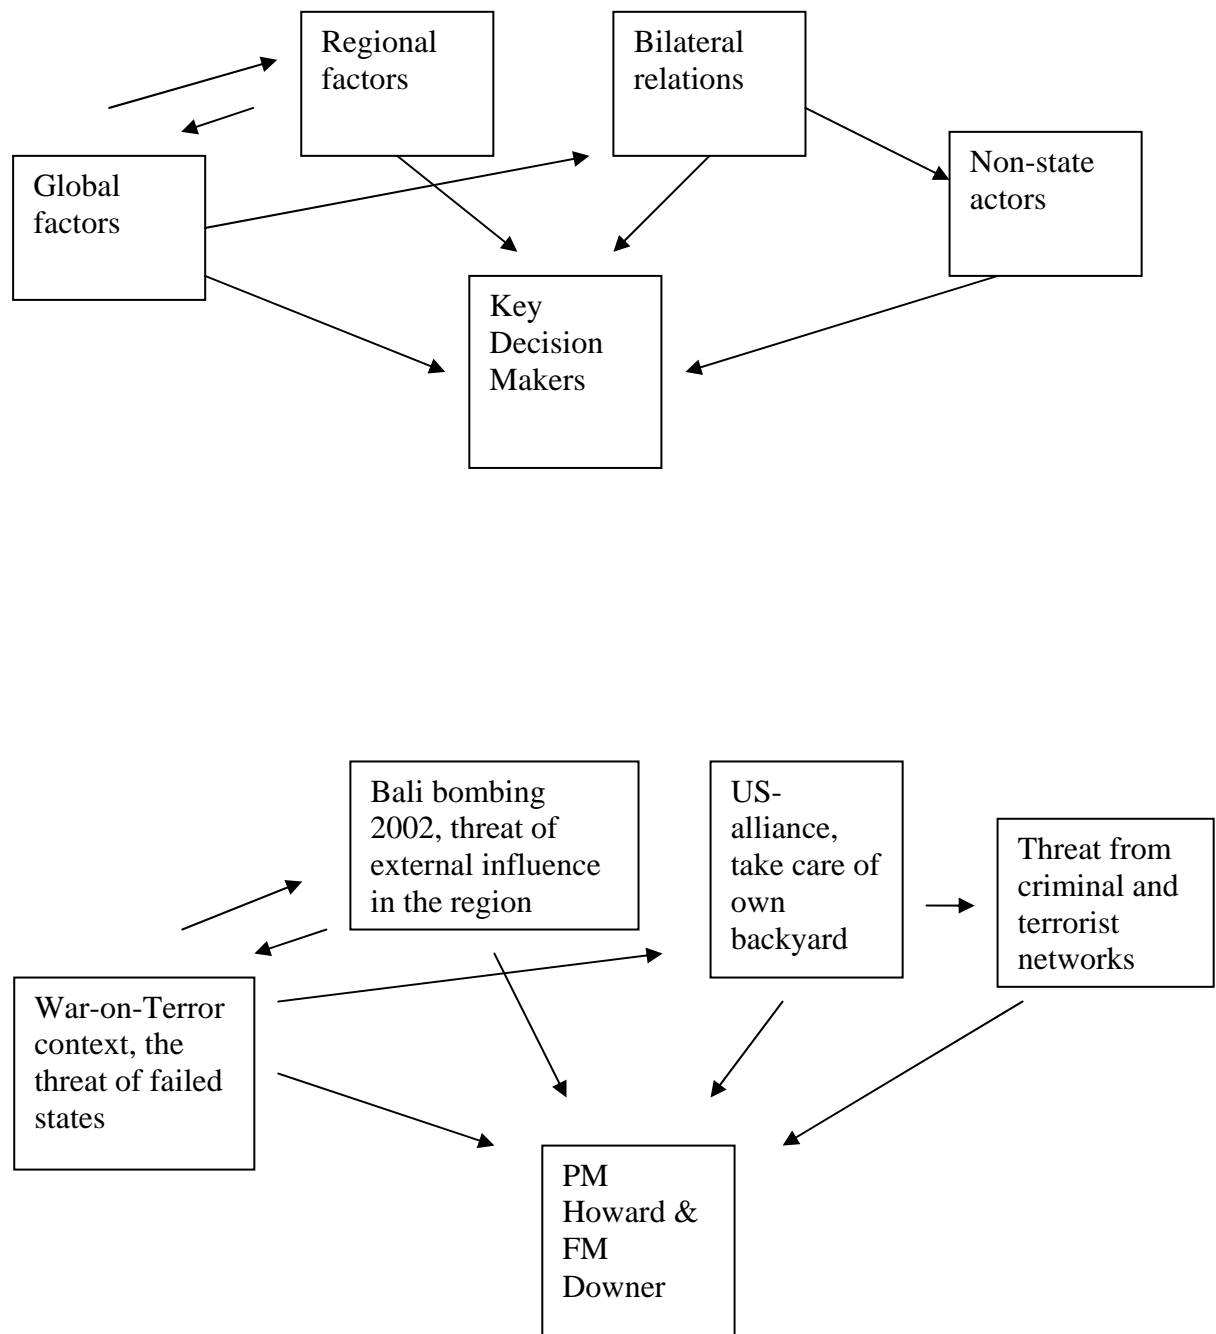 Regional
factors
Bilateral
relations
Global
factors
Non-state
actors
Key
Decision
Makers
Bali bombing
2002, threat of
external influence
in the region
US-
alliance,
take care of
own
backyard
Threat from
criminal and
terrorist
networks
War-on-Terror
context, the
threat of failed
states
PM
Howard &
FM
Downer